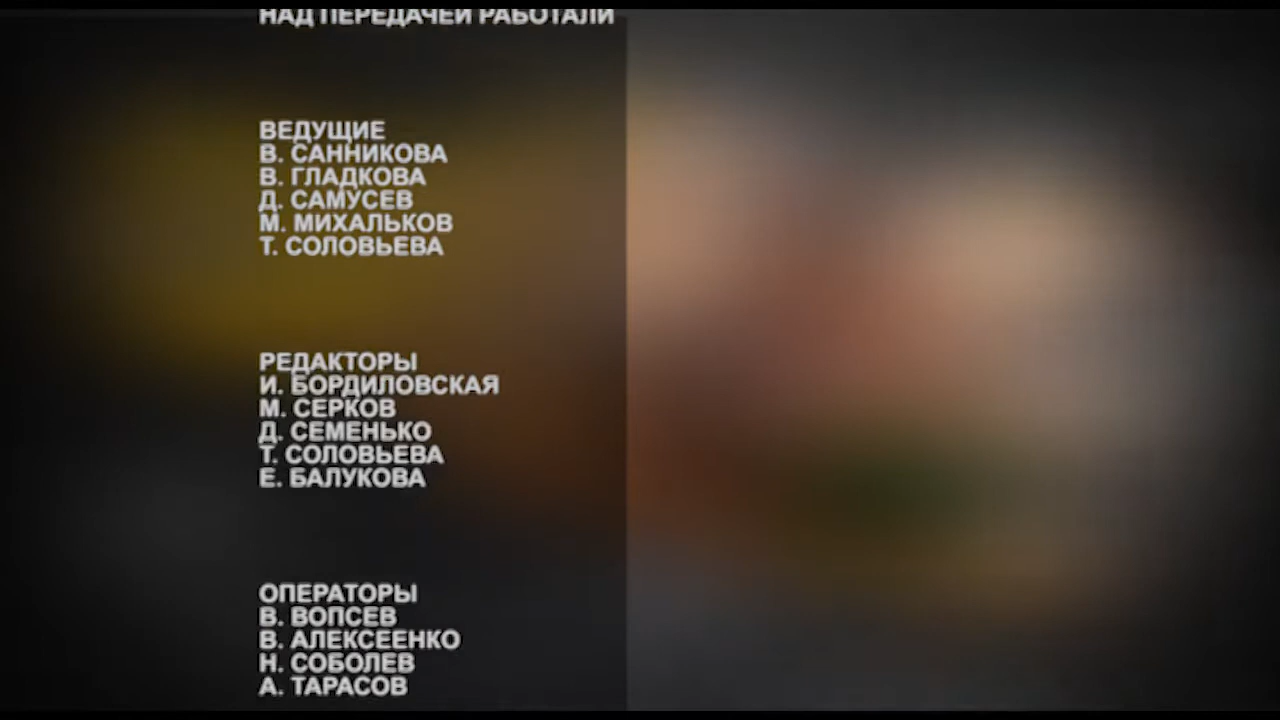 НАД ПЕРЕДАЧЕЙ РАБОТАЛИ
ВЕДУЩИЕ
В. САННИКОВА
В. ГЛАДКОВА
Д. САМУСЕВ
М. МИХАЛЬКОВ
Т. СОЛОВЬЕВА
РЕДАКТОРЫ
И. БОРДИЛОВСКАЯ
М. СЕРКОВ
Д. СЕМЕНЬКО
Т. СОЛОВЬЕВА
Е. БАЛУКОВА
ОПЕРАТОРЫ
В. ВОПСЕВ
В. АЛЕКСЕЕНКО
Н. СОБОЛЕВ
А. ТАРАСОВ